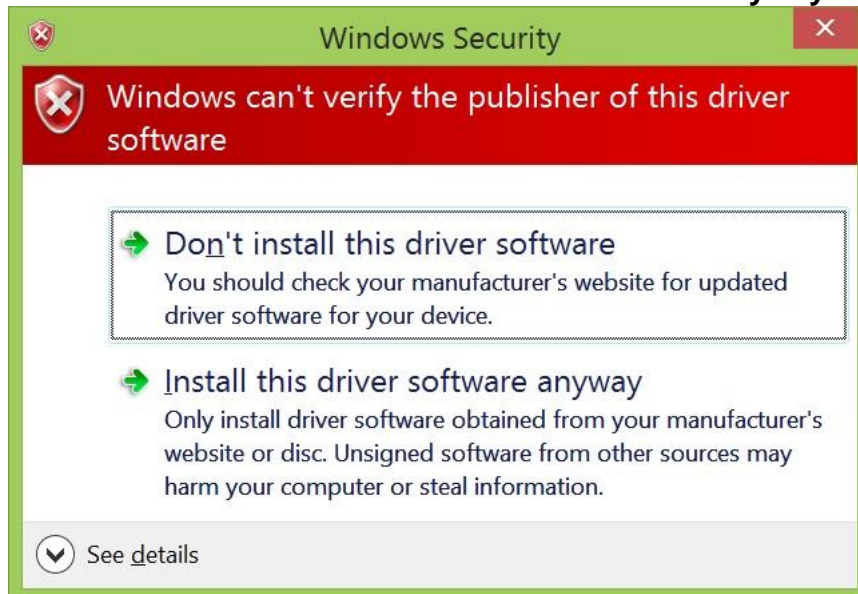 Windows Security
Windows can't verify the publisher of this driver
software
Don't install this driver software
You should check your manufacturer's website for updated
driver software for your device.
Install this driver software anyway
Only install driver software obtained from your manufacturer's
website or disc. Unsigned software from other sources may
harm your computer or steal information.
See details